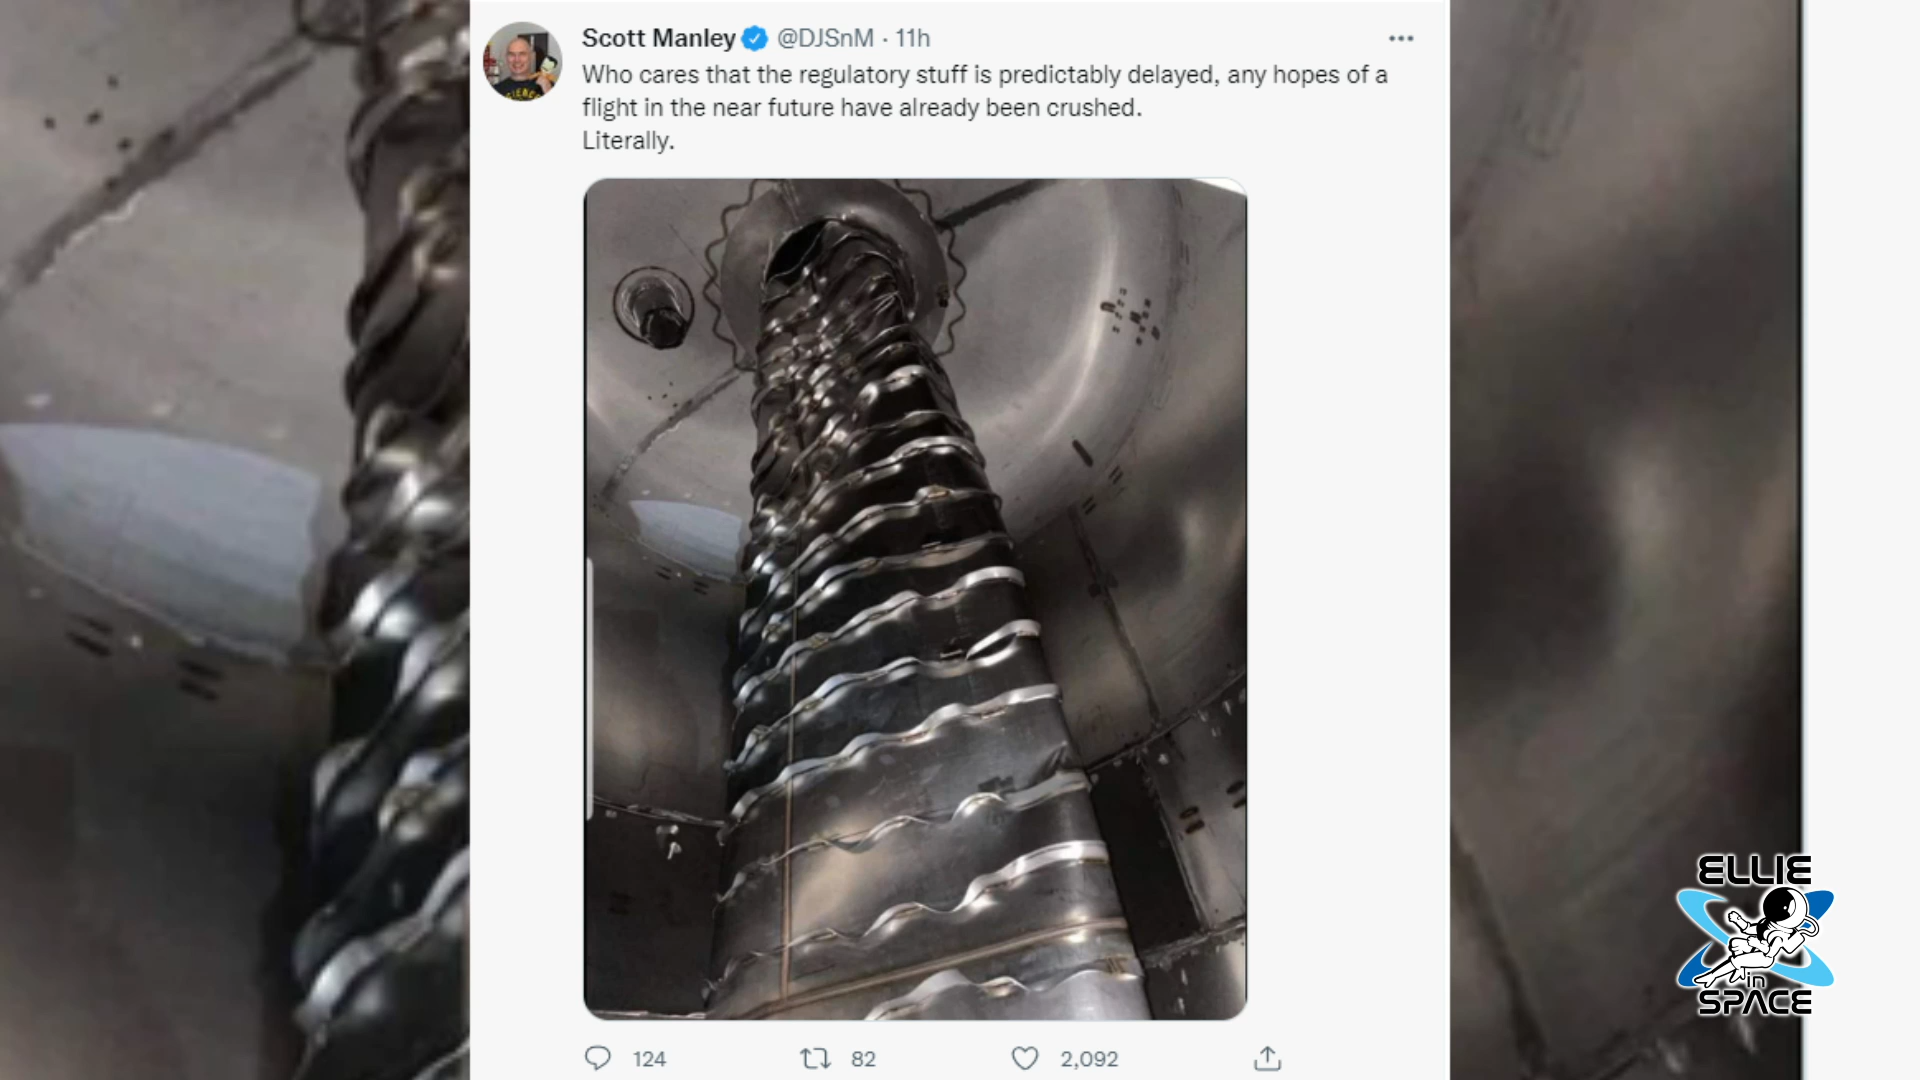 Scott Manley @DJSnM · 11h
Who cares that the regulatory stuff is predictably delayed, any hopes of a
flight in the near future have already been crushed.
Literally.
124 82 2,092
ELLIE
in
SPACE